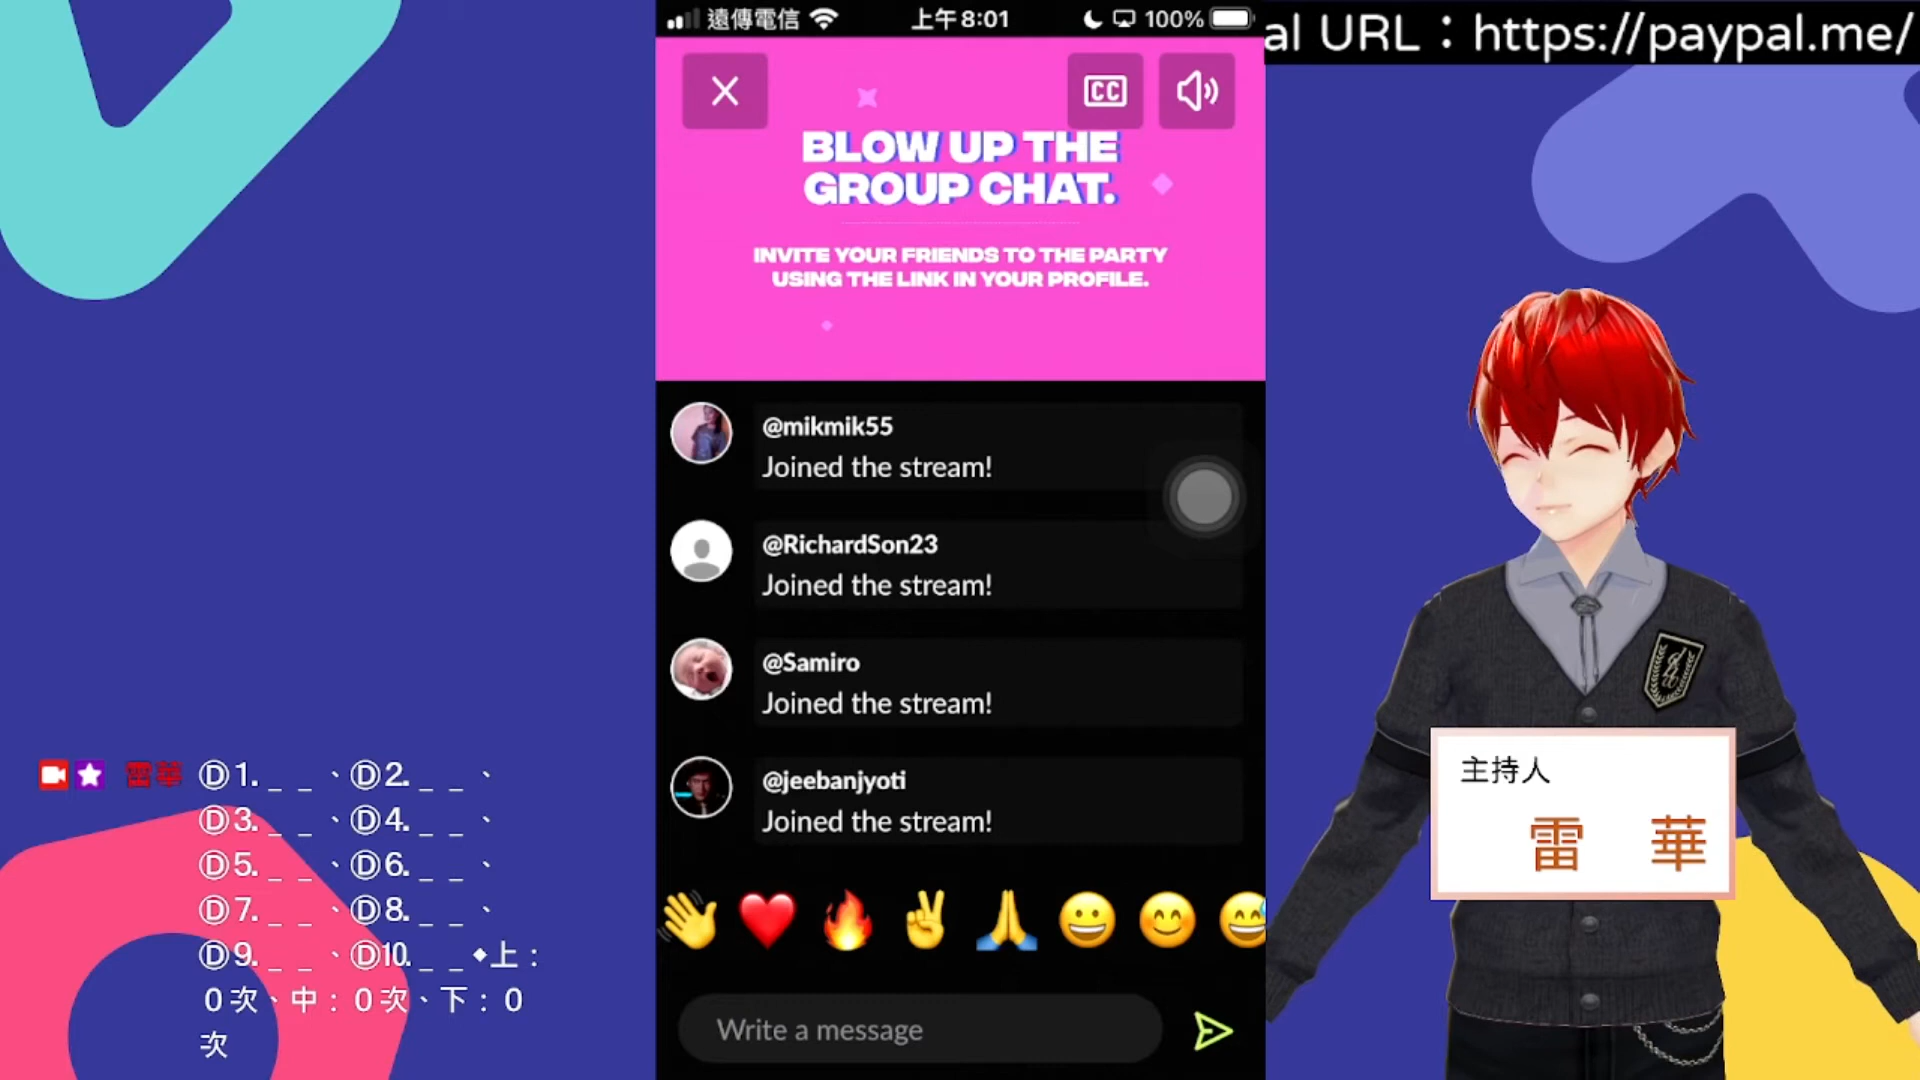 遠傳電信 上午8:01 100%
al URL：https://paypal.me/
CC
BLOW UP THE
GROUP CHAT.
INVITE YOUR FRIENDS TO THE PARTY
USING THE LINK IN YOUR PROFILE.
@mikmik55
Joined the stream!
@RichardSon23
Joined the stream!
@Samiro
Joined the stream!
@jeebanjyoti
Joined the stream!
Write a message
雷華 Ⓓ1. _ _ 、Ⓓ2. _ _ 、
Ⓓ3. _ _ 、Ⓓ4. _ _ 、
Ⓓ5. _ _ 、Ⓓ6. _ _ 、
Ⓓ7. _ _ 、Ⓓ8. _ _ 、
Ⓓ9. _ _ 、Ⓓ10. _ _ ◆上：
0次、中：0次、下：0
次
主持人
雷 華